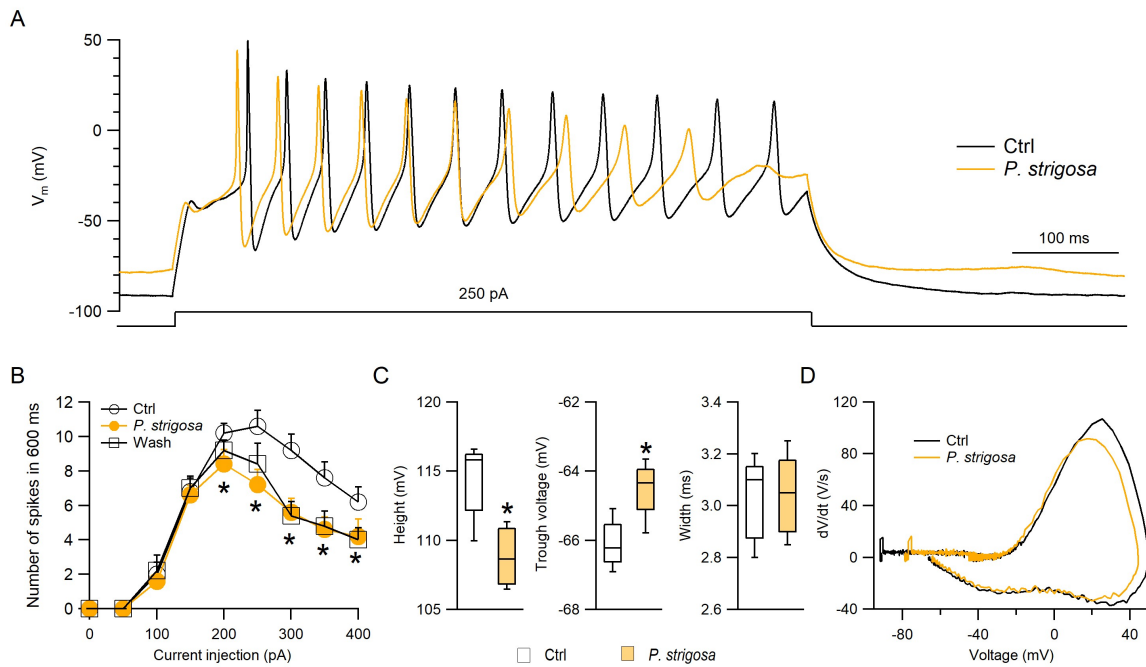 A
50
0
-50
-100
Vm (mV)
Ctrl
P. strigosa
100 ms
250 pA
B
12
10
8
6
4
2
0
Number of spikes in 600 ms
Ctrl
P. strigosa
Wash
*
*
*
*
*
0
100
200
300
400
Current injection (pA)
C
120
115
110
105
Height (mV)
*
-62
-64
-66
-68
Trough voltage (mV)
*
3.4
3.2
3.0
2.8
2.6
Width (ms)
Ctrl
P. strigosa
D
120
80
40
0
-40
dV/dt (V/s)
Ctrl
P. strigosa
-80
-40
0
40
Voltage (mV)